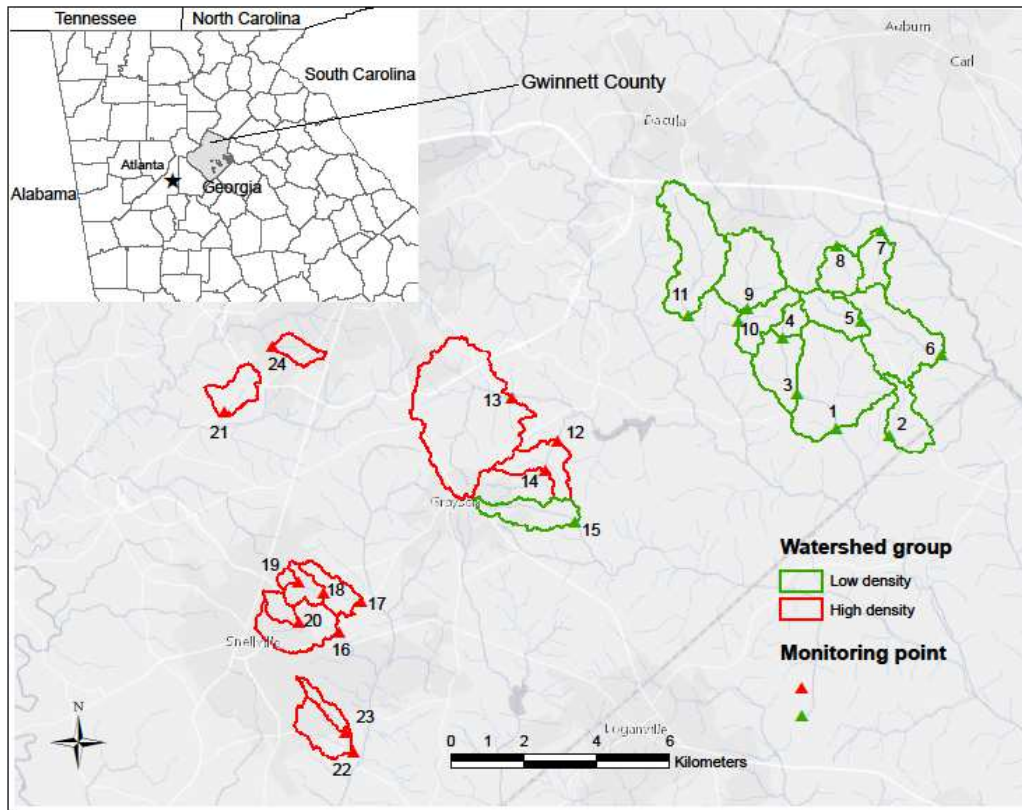 Tennessee
North Carolina
South Carolina
Gwinnett County
Atlanta
Alabama
Georgia
Auburn
Carl
Dacula
7
8
11
9
10
4
5
6
3
1
2
24
21
13
12
14
Grayson
15
19
18
17
20
16
Snellville
23
22
Loganville
Watershed group
Low density
High density
Monitoring point
N
0 1 2 4 6
Kilometers